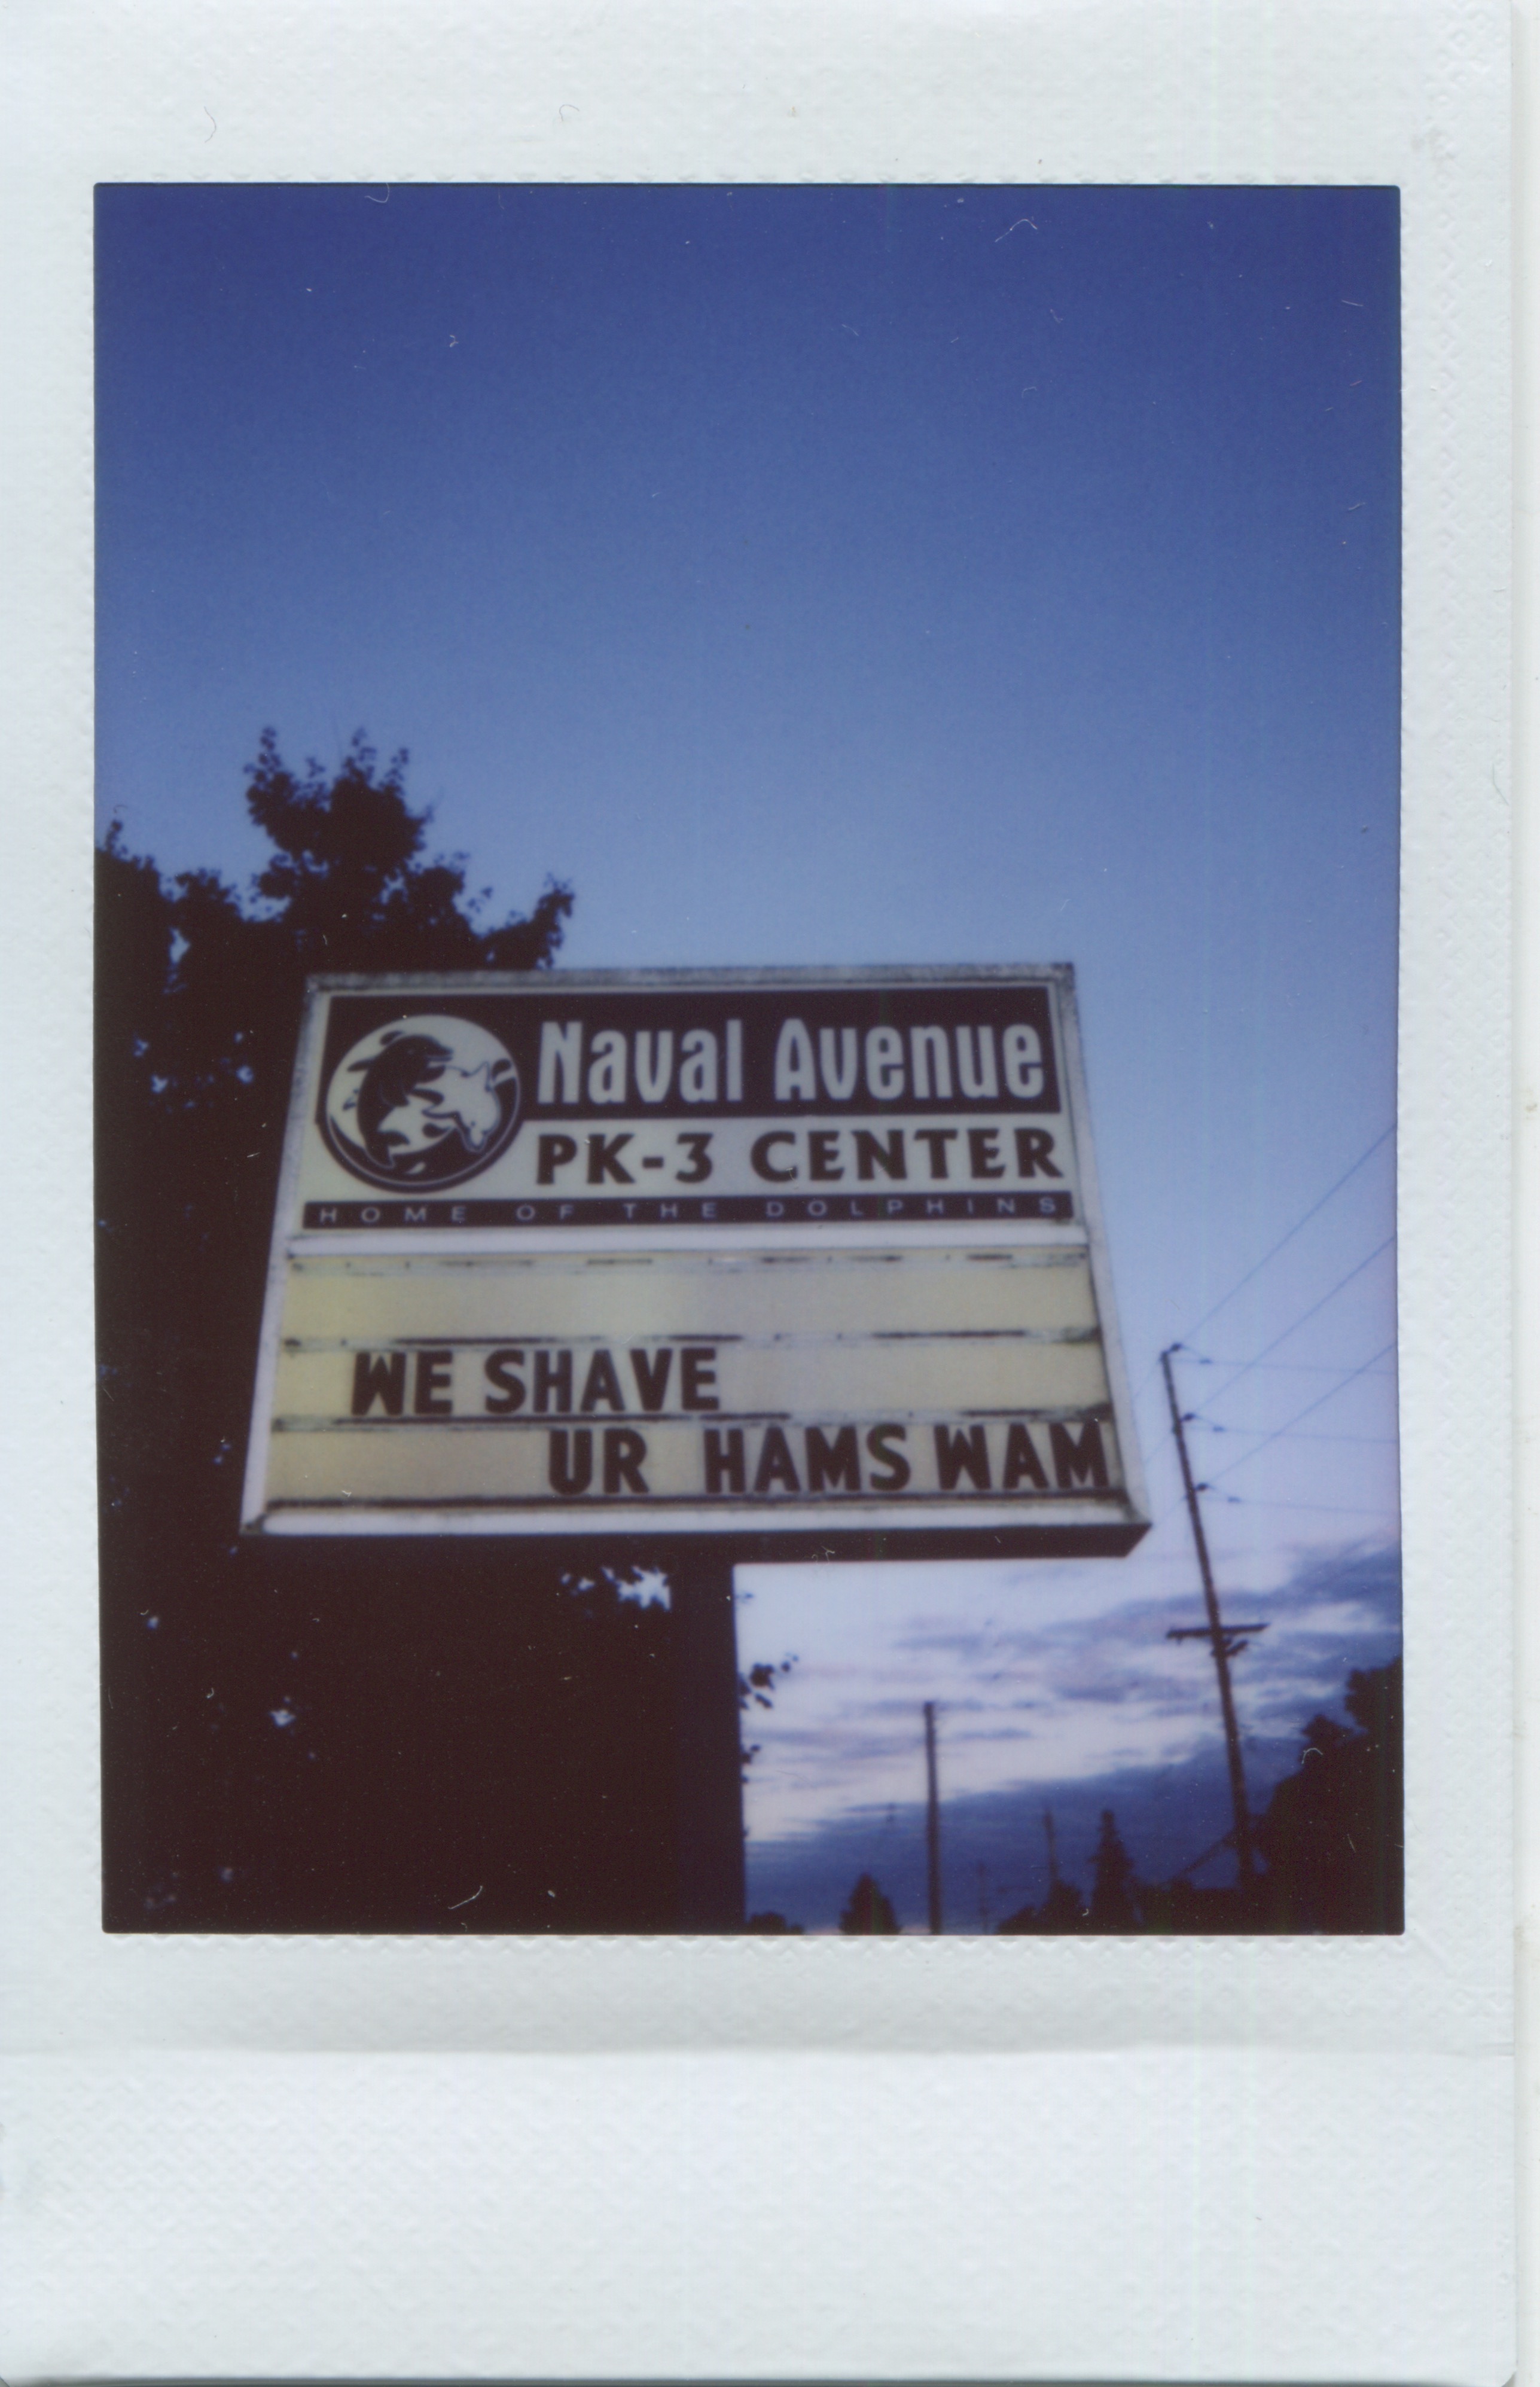 Naval Avenue
PK-3 CENTER
HOME OF THE DOLPHINS
WE SHAVE
UR HAMS WAM